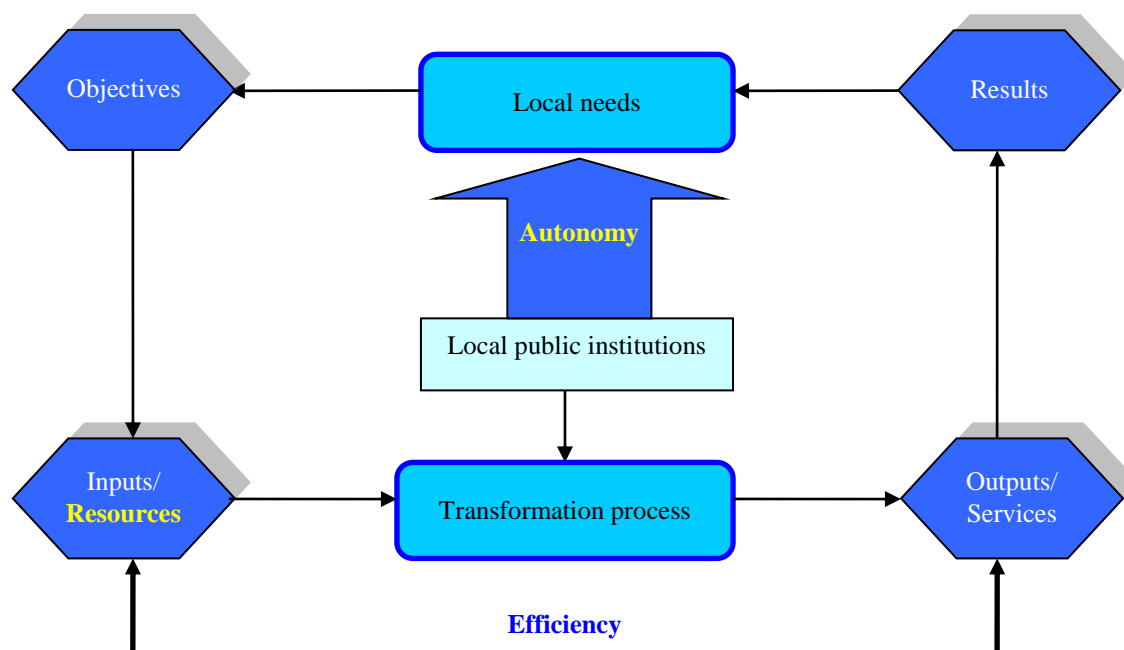 Objectives
Local needs
Results
Autonomy
Local public institutions
Inputs/
Resources
Transformation process
Outputs/
Services
Efficiency